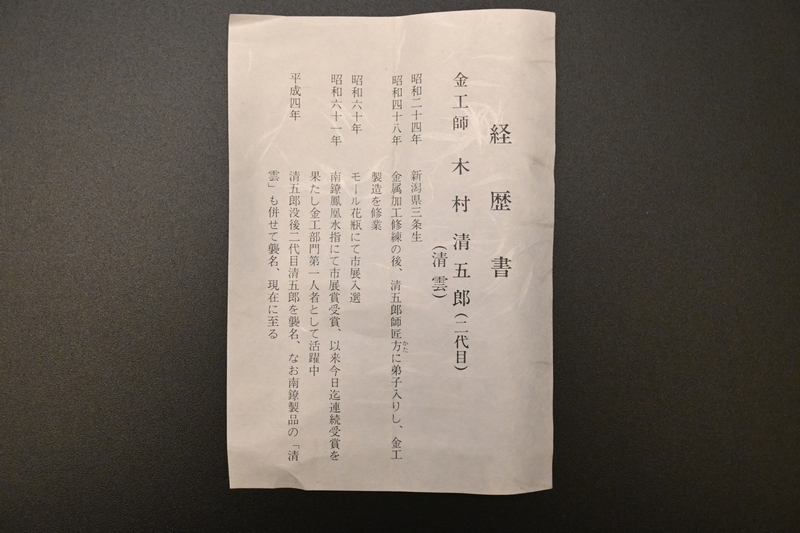 経歴書
金工師 木村 清五郎(二代目)
(清雲)
昭和二十四年 新潟県三条生
昭和四十八年 金属加工修練の後、清五郎師匠方かたに弟子入りし、金工
製造を修業
昭和六十年 モール花瓶にて市展入選
昭和六十一年 南鐐鳳凰水指にて市展賞受賞、以来今日迄連続受賞を
果たし金工部門第一人者として活躍中
平成四年 清五郎没後二代目清五郎を襲名、なお南鐐製品の「清
雲」も併せて襲名、現在に至る